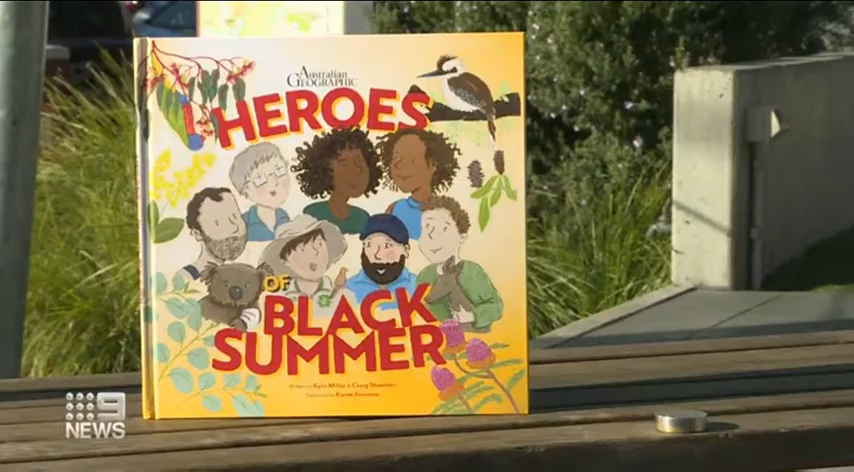 Australian
GEOGRAPHIC
HEROES
OF
BLACK
SUMMER
9
NEWS